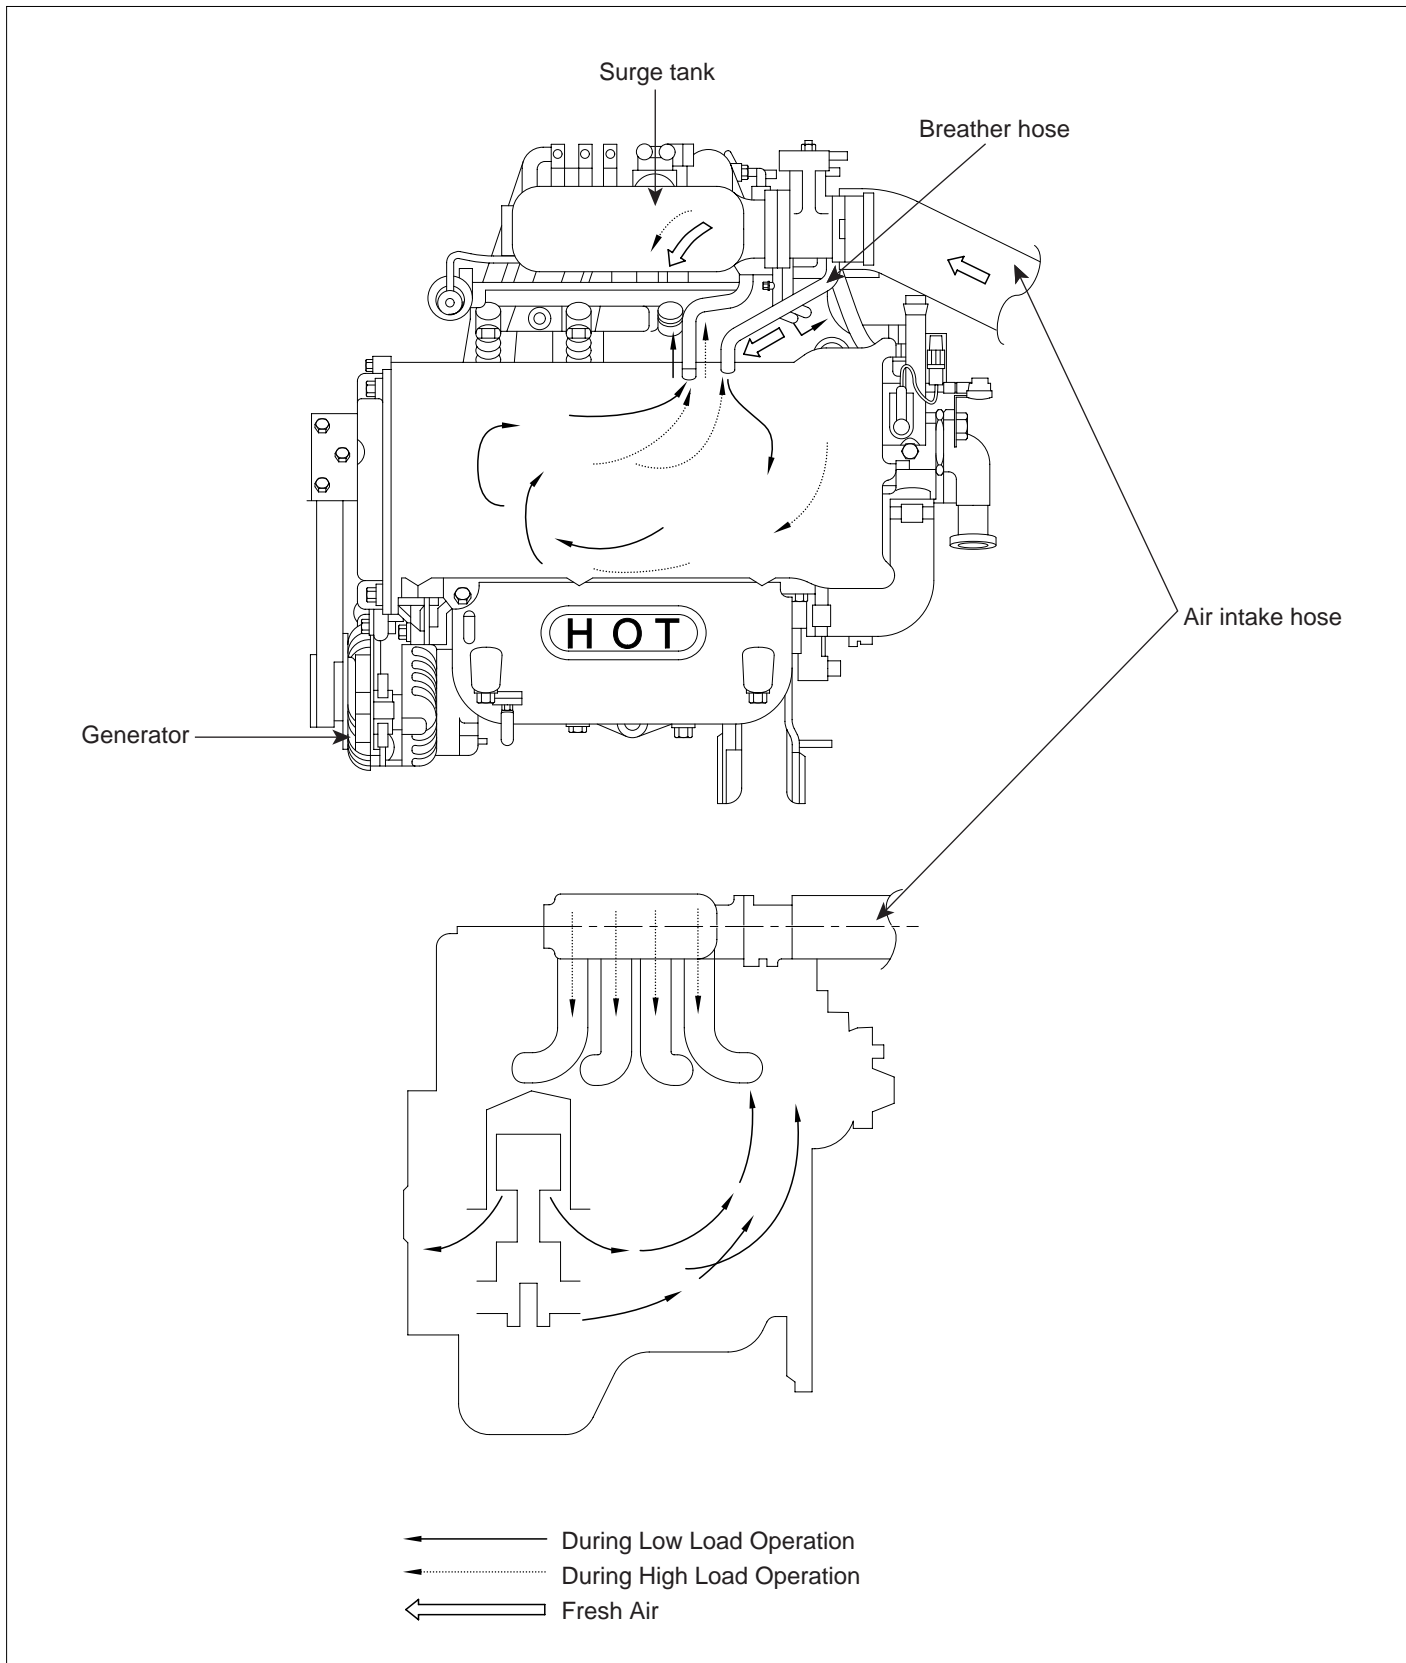 Surge tank
Breather hose
HOT
Air intake hose
Generator
During Low Load Operation
During High Load Operation
Fresh Air